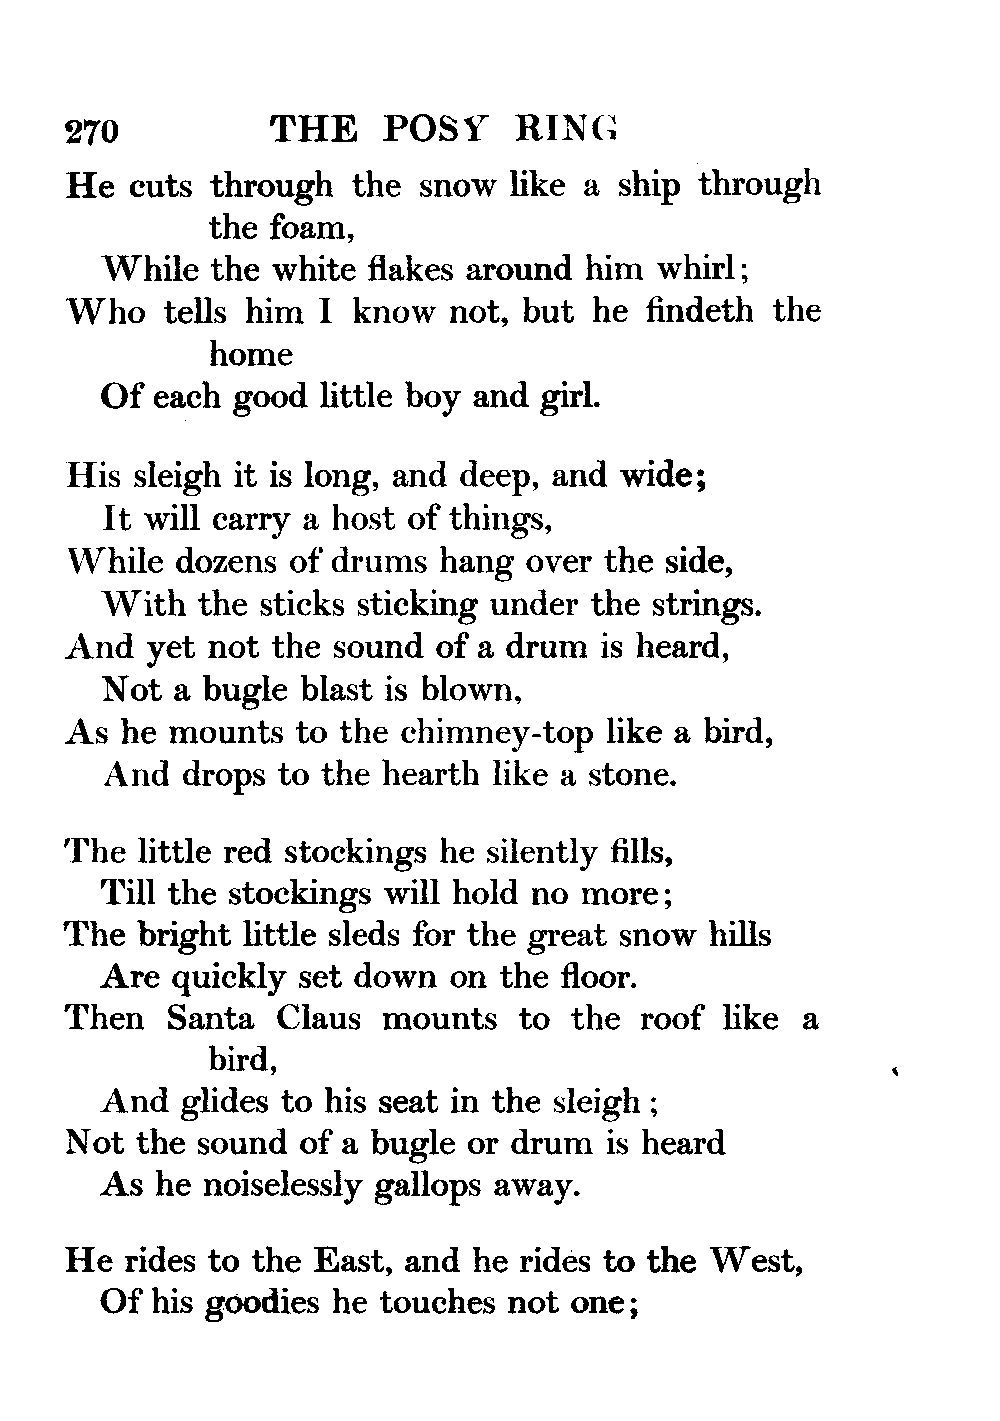 270 THE POSY RING
He cuts through the snow like a ship through
the foam,
While the white flakes around him whirl;
Who tells him I know not, but he findeth the
home
Of each good little boy and girl.
His sleigh it is long, and deep, and wide;
It will carry a host of things,
While dozens of drums hang over the side,
With the sticks sticking under the strings.
And yet not the sound of a drum is heard,
Not a bugle blast is blown,
As he mounts to the chimney-top like a bird,
And drops to the hearth like a stone.
The little red stockings he silently fills,
Till the stockings will hold no more;
The bright little sleds for the great snow hills
Are quickly set down on the floor.
Then Santa Claus mounts to the roof like a
bird,
And glides to his seat in the sleigh;
Not the sound of a bugle or drum is heard
As he noiselessly gallops away.
He rides to the East, and he rides to the West,
Of his goodies he touches not one;